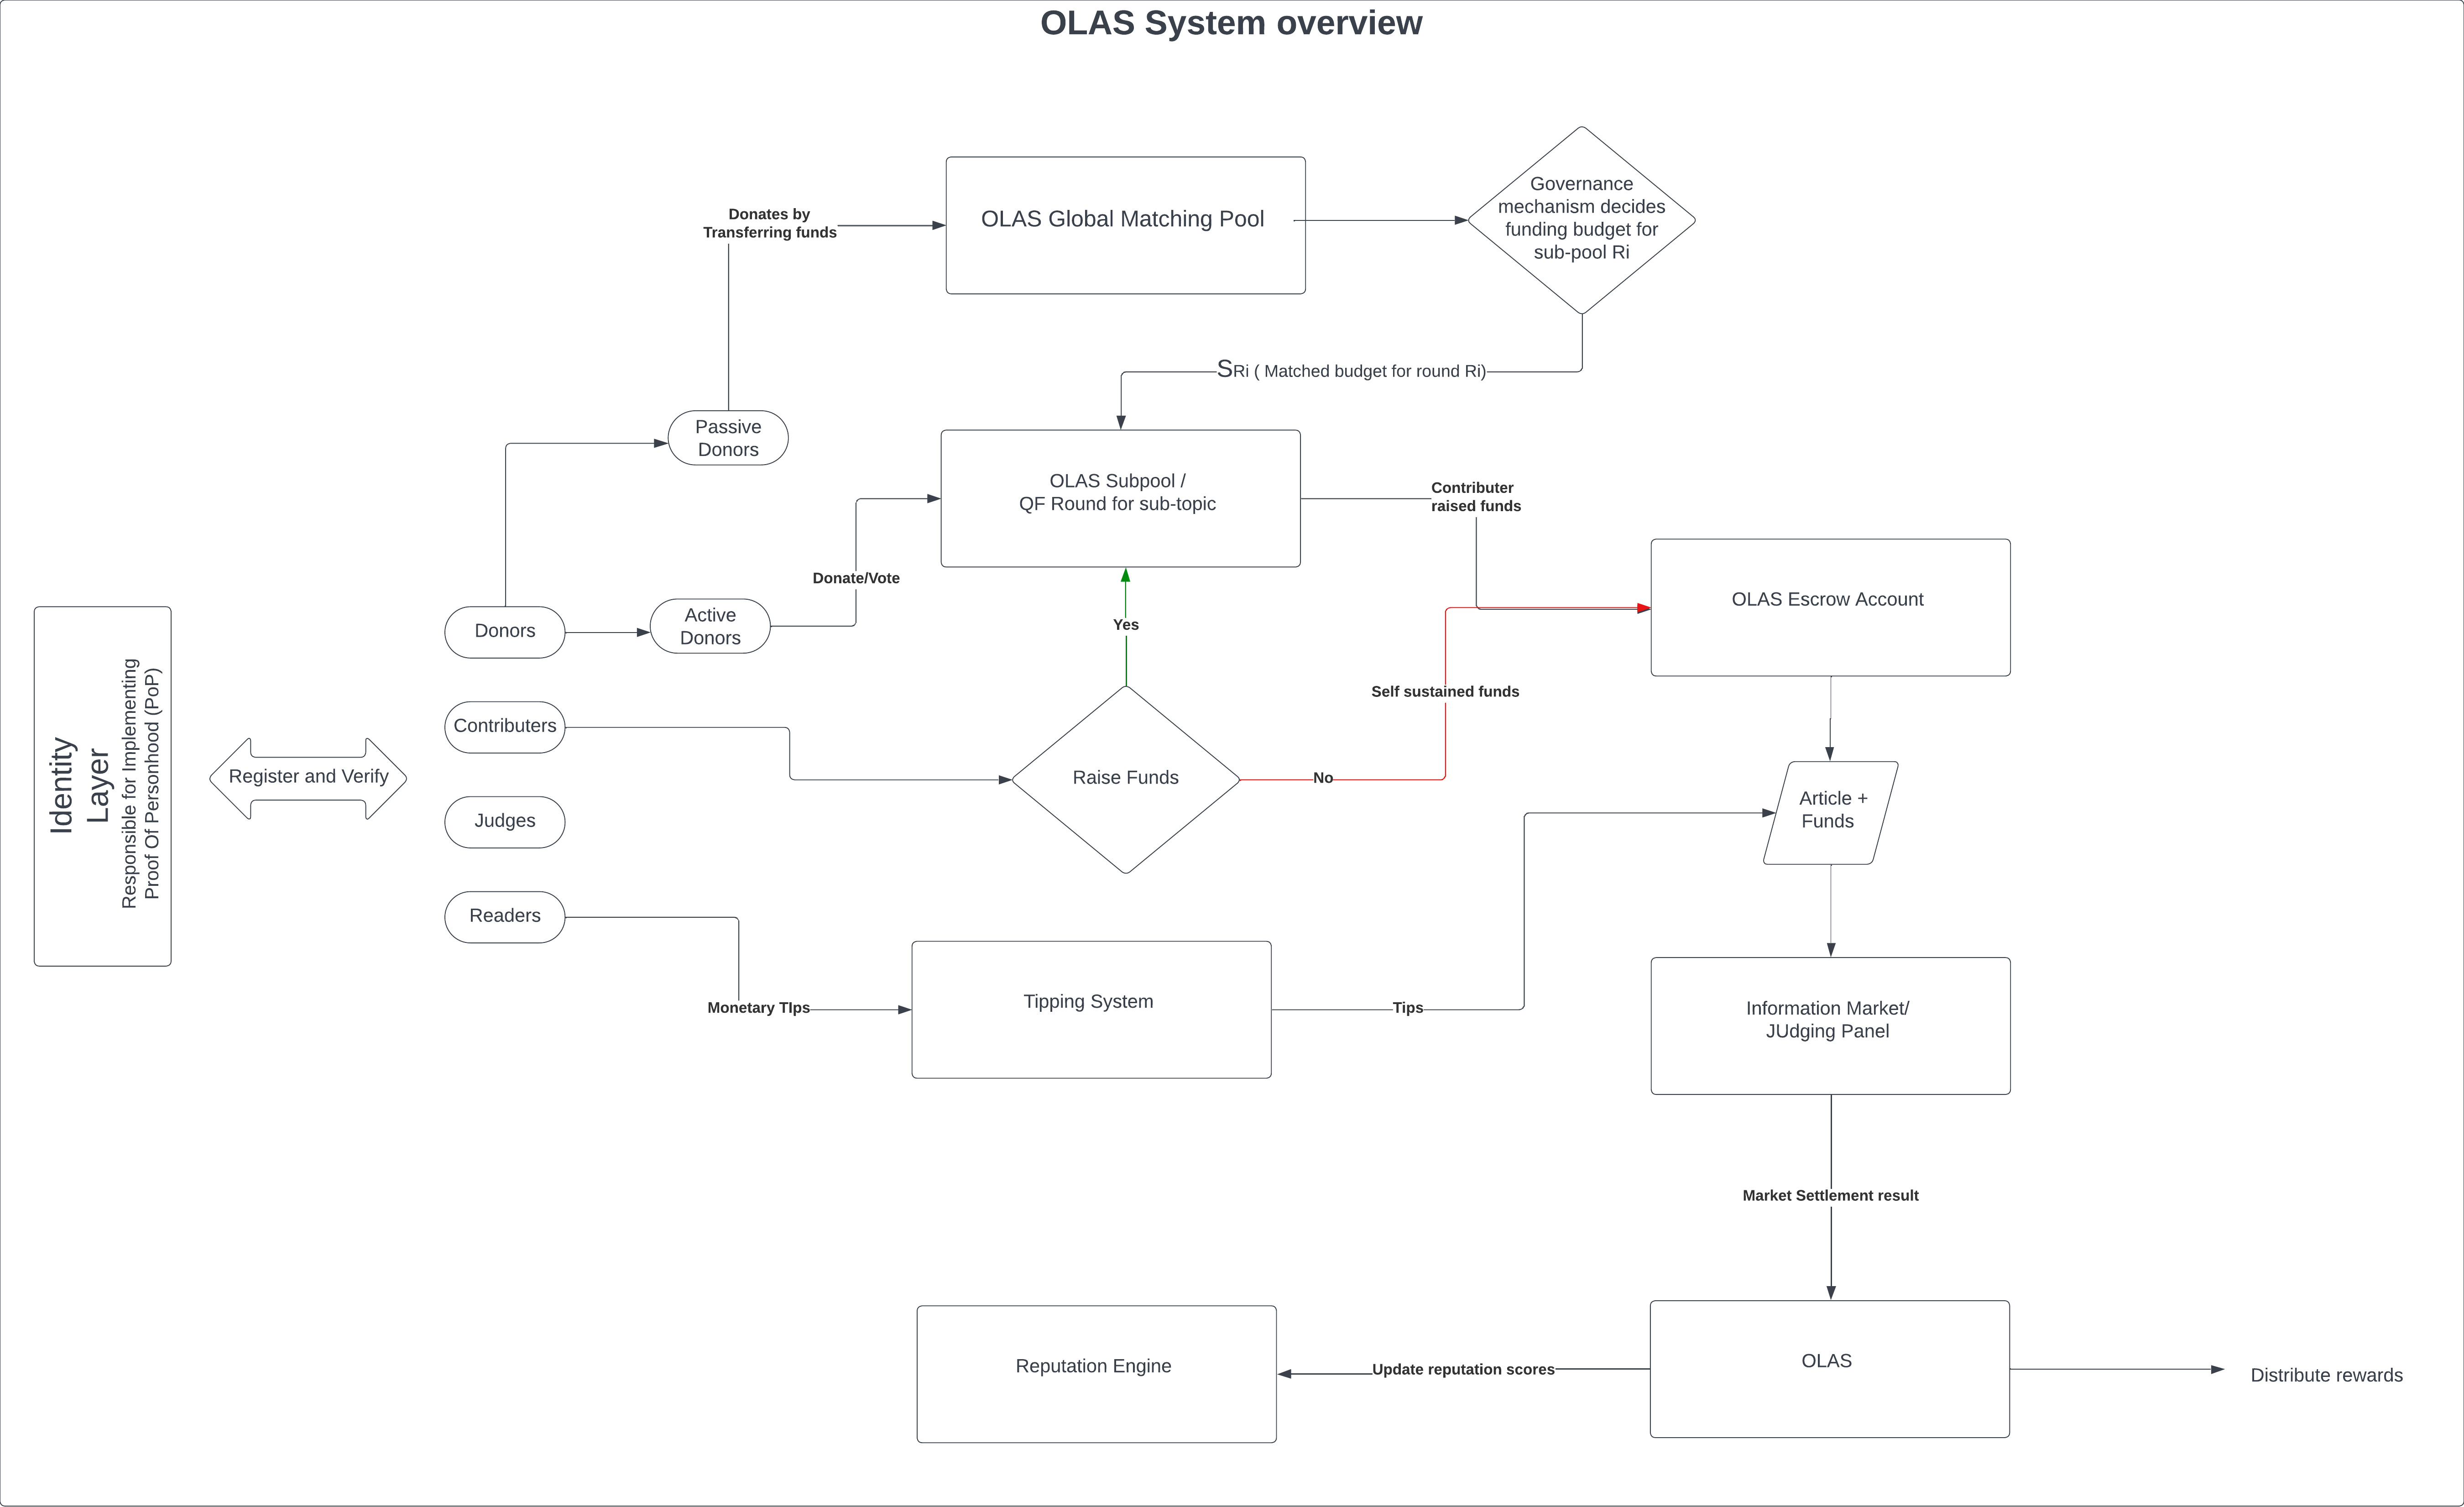 OLAS System overview
Donates by
Transferring funds
OLAS Global Matching Pool
Governance
mechanism decides
funding budget for
sub-pool Ri
SRi ( Matched budget for round Ri)
Passive
Donors
OLAS Subpool /
QF Round for sub-topic
Contributer
raised funds
Donate/Vote
OLAS Escrow Account
Donors
Active
Donors
Yes
Self sustained funds
Identity
Layer
Responsible for Implementing
Proof Of Personhood (PoP)
Register and Verify
Contributers
Raise Funds
No
Article +
Funds
Judges
Readers
Monetary TIps
Tipping System
Tips
Information Market/
JUdging Panel
Market Settlement result
Reputation Engine
Update reputation scores
OLAS
Distribute rewards